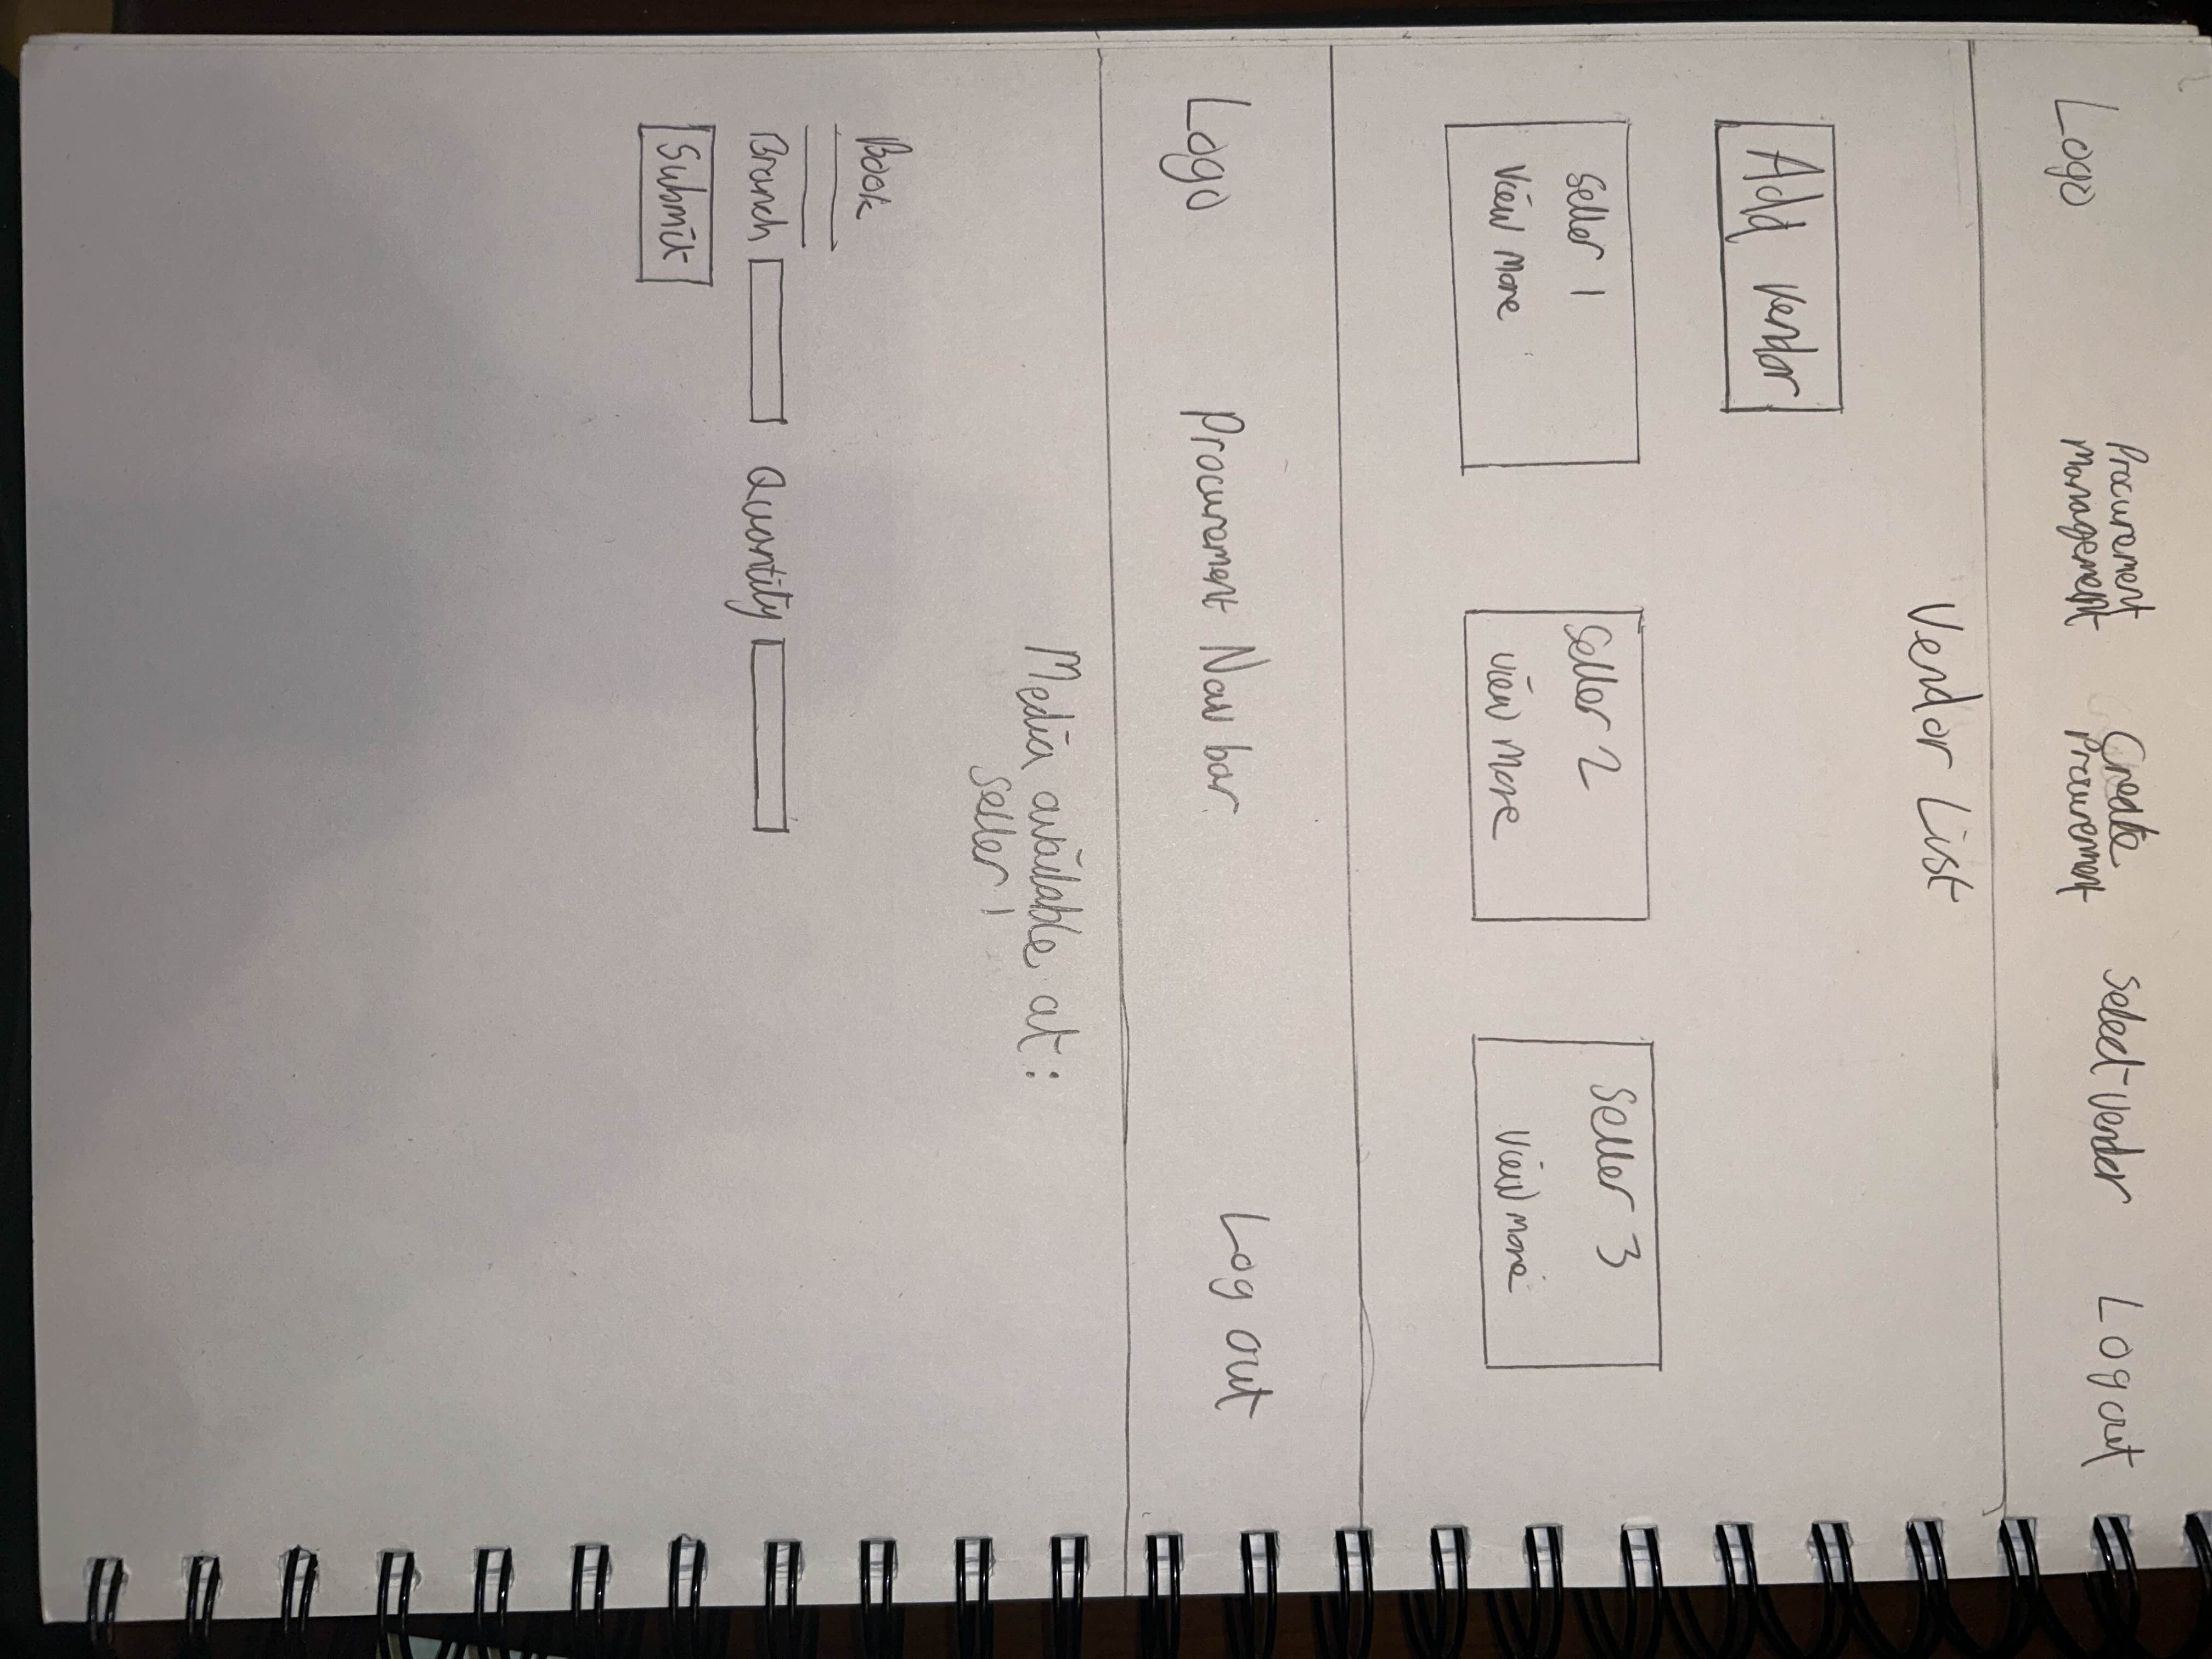 Logo Procurement Management Create Procurement Select vendor Log out
Vendor List
Add Vendor
Seller 1 Seller 2 Seller 3
View More View More View More
Logo Procurement Nav bar Log out
Media available at:
Seller 1
Book
Branch Quantity
Submit